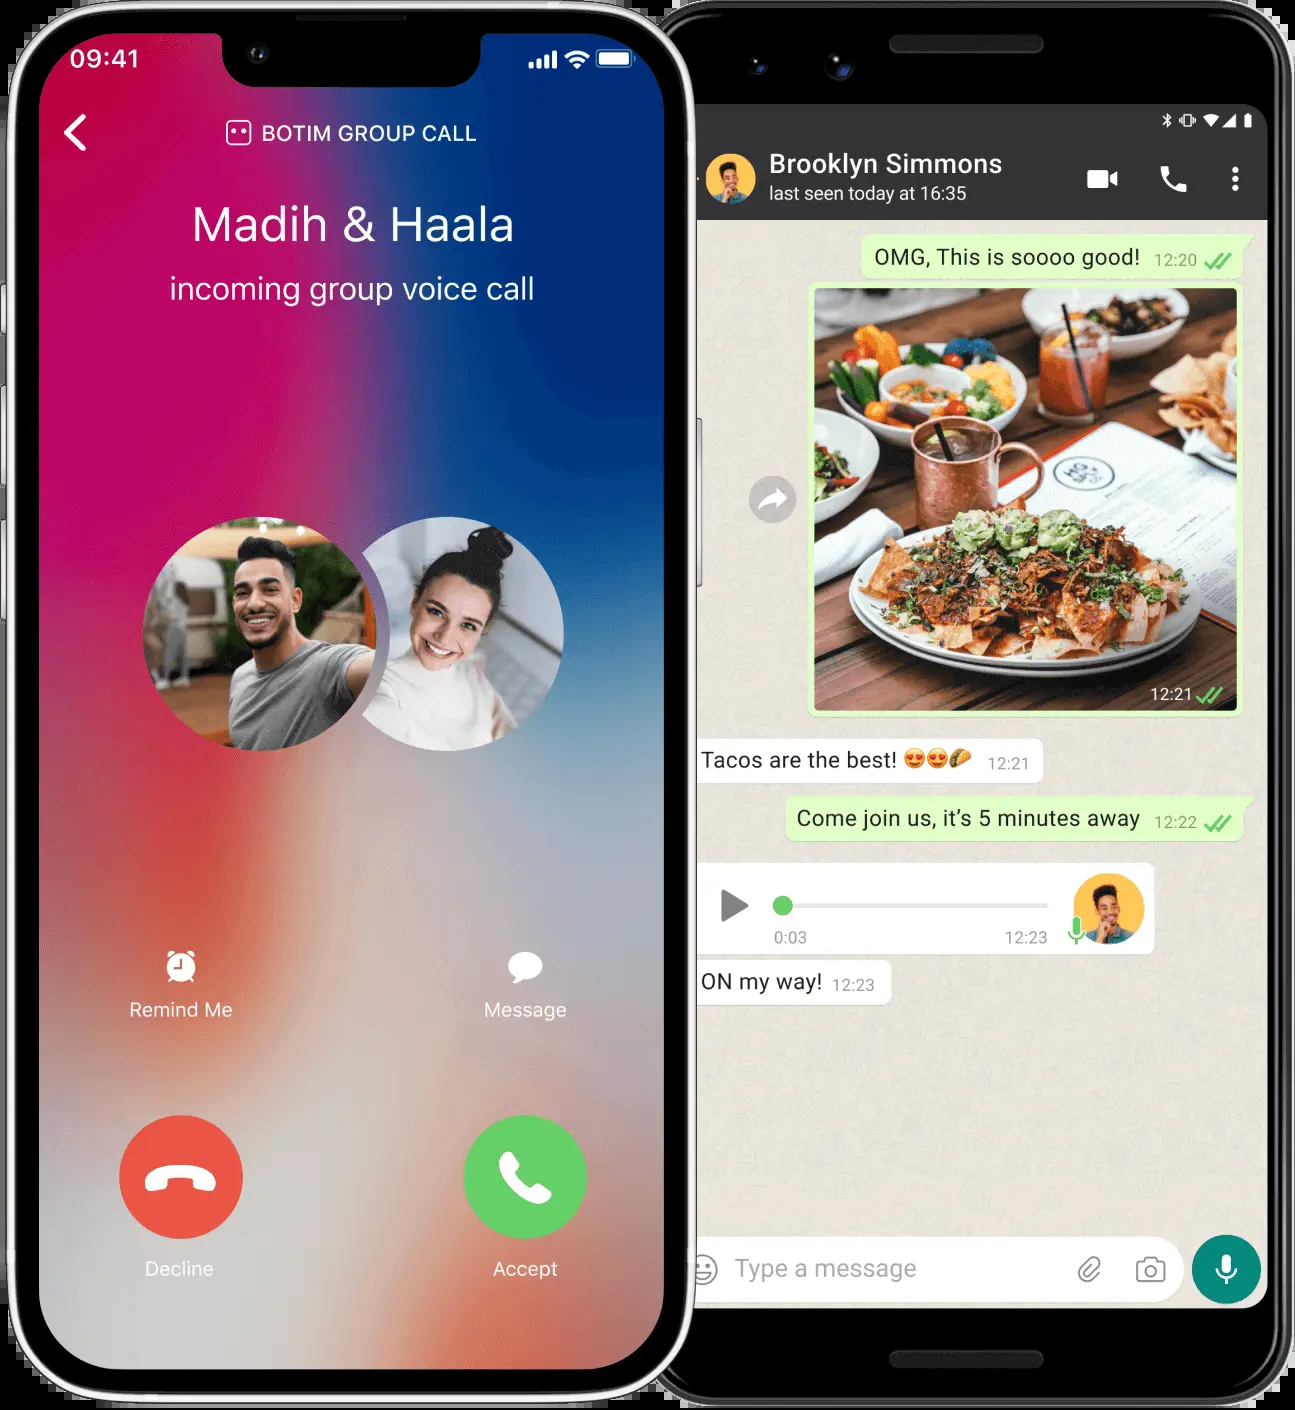 09:41
BOTIM GROUP CALL
Madih & Haala
incoming group voice call
Remind Me
Message
Decline
Accept
Brooklyn Simmons
last seen today at 16:35
OMG, This is soooo good! 12:20
12:21
Tacos are the best! 😍😍🌮 12:21
Come join us, it's 5 minutes away 12:22
0:03 12:23
ON my way! 12:23
Type a message